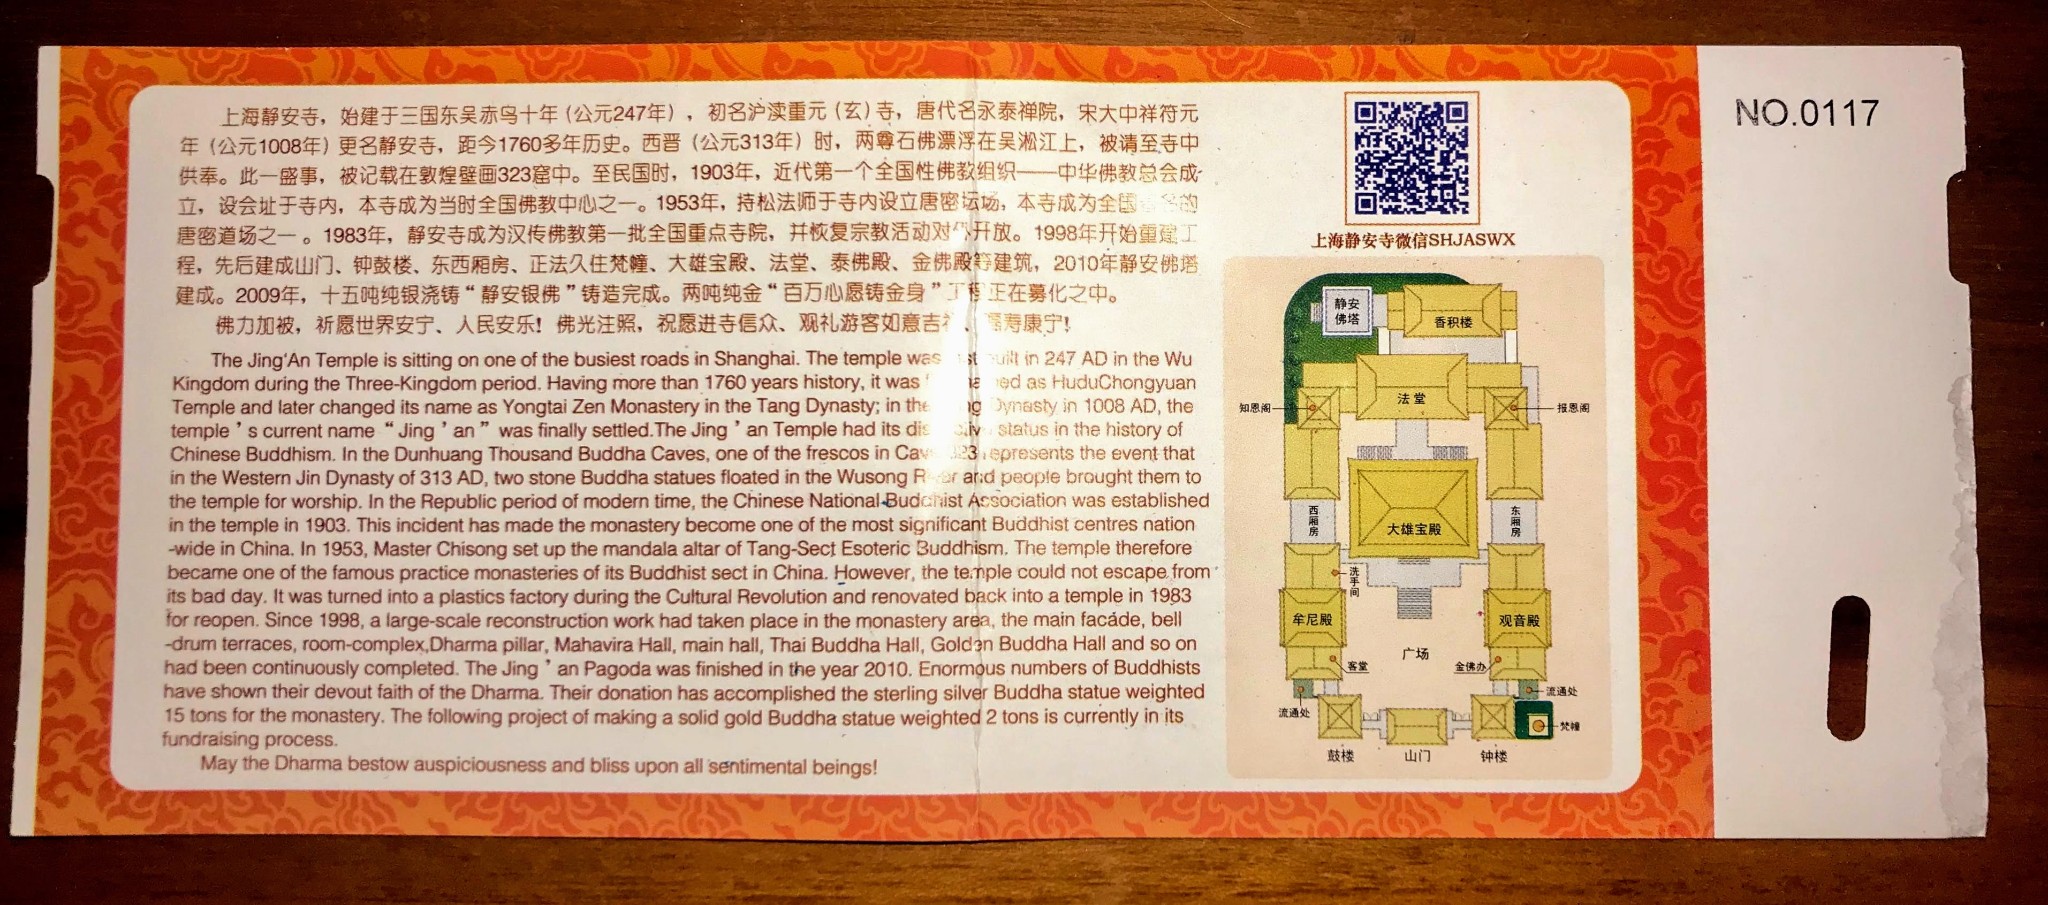 上海静安寺，始建于三国东吴赤乌十年（公元247年），初名沪渎重元（玄）寺，唐代名永泰禅院，宋大中祥符元
年（公元1008年）更名静安寺，距今1760多年历史。西晋（公元313年）时，两尊石佛漂浮在吴淞江上，被请至寺中
供奉。此一盛事，被记载在敦煌壁画323窟中。至民国时，1903年，近代第一个全国性佛教组织——中华佛教总会成
立，设会址于寺内，本寺成为当时全国佛教中心之一。1953年，持松法师于寺内设立唐密坛场，本寺成为全国 的
唐密道场之一。1983年，静安寺成为汉传佛教第一批全国重点寺院，并恢复宗教活动对 开放。1998年开始重建工
程，先后建成山门、钟鼓楼、东西厢房、正法久住梵幢、大雄宝殿、法堂、泰佛殿、金佛殿等建筑，2010年静安佛塔
建成。2009年，十五吨纯银浇铸“静安银佛”铸造完成。两吨纯金“百万心愿铸金身”工程正在募化之中。
佛力加被，祈愿世界安宁、人民安乐！佛光注照，祝愿进寺信众、观礼游客如意吉 、 寿康宁！
The Jing'An Temple is sitting on one of the busiest roads in Shanghai. The temple was built in 247 AD in the Wu
Kingdom during the Three-Kingdom period. Having more than 1760 years history, it was as HuduChongyuan
Temple and later changed its name as Yongtai Zen Monastery in the Tang Dynasty; in the Dynasty in 1008 AD, the
temple's current name “Jing'an” was finally settled.The Jing'an Temple had its status in the history of
Chinese Buddhism. In the Dunhuang Thousand Buddha Caves, one of the frescos in Cave 323 represents the event that
in the Western Jin Dynasty of 313 AD, two stone Buddha statues floated in the Wusong River and people brought them to
the temple for worship. In the Republic period of modern time, the Chinese National Buddhist Association was established
in the temple in 1903. This incident has made the monastery become one of the most significant Buddhist centres nation
-wide in China. In 1953, Master Chisong set up the mandala altar of Tang-Sect Esoteric Buddhism. The temple therefore
became one of the famous practice monasteries of its Buddhist sect in China. However, the temple could not escape from
its bad day. It was turned into a plastics factory during the Cultural Revolution and renovated back into a temple in 1983
for reopen. Since 1998, a large-scale reconstruction work had taken place in the monastery area, the main facáde, bell
-drum terraces, room-complex,Dharma pillar, Mahavira Hall, main hall, Thai Buddha Hall, Golden Buddha Hall and so on
had been continuously completed. The Jing'an Pagoda was finished in the year 2010. Enormous numbers of Buddhists
have shown their devout faith of the Dharma. Their donation has accomplished the sterling silver Buddha statue weighted
15 tons for the monastery. The following project of making a solid gold Buddha statue weighted 2 tons is currently in its
fundraising process.
May the Dharma bestow auspiciousness and bliss upon all sentimental beings!
上海静安寺微信SHJASWX
静安
佛塔
香积楼
法堂
知恩阁
报恩阁
西厢房
东厢房
大雄宝殿
洗手间
牟尼殿
观音殿
广场
客堂
金佛办
流通处
流通处
梵幢
鼓楼
山门
钟楼
NO.0117